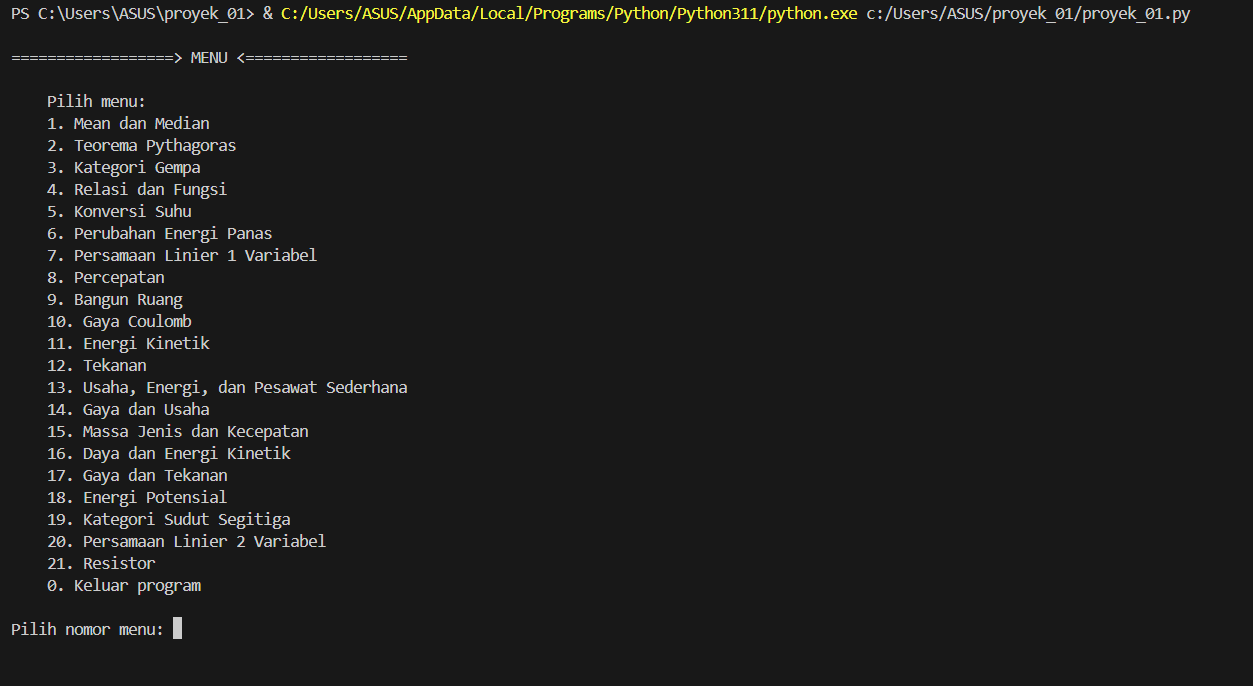 PS C:\Users\ASUS\proyek_01> & C:/Users/ASUS/AppData/Local/Programs/Python/Python311/python.exe c:/Users/ASUS/proyek_01/proyek_01.py
==================> MENU <==================
Pilih menu:
1. Mean dan Median
2. Teorema Pythagoras
3. Kategori Gempa
4. Relasi dan Fungsi
5. Konversi Suhu
6. Perubahan Energi Panas
7. Persamaan Linier 1 Variabel
8. Percepatan
9. Bangun Ruang
10. Gaya Coulomb
11. Energi Kinetik
12. Tekanan
13. Usaha, Energi, dan Pesawat Sederhana
14. Gaya dan Usaha
15. Massa Jenis dan Kecepatan
16. Daya dan Energi Kinetik
17. Gaya dan Tekanan
18. Energi Potensial
19. Kategori Sudut Segitiga
20. Persamaan Linier 2 Variabel
21. Resistor
0. Keluar program
Pilih nomor menu: